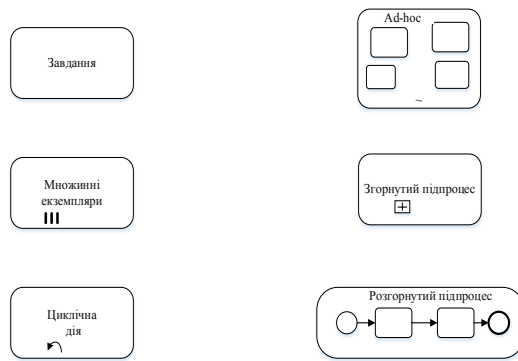 Завдання
Ad-hoc
~
Множинні
екземпляри
Згорнутий підпроцес
Циклічна
дія
Розгорнутий підпроцес